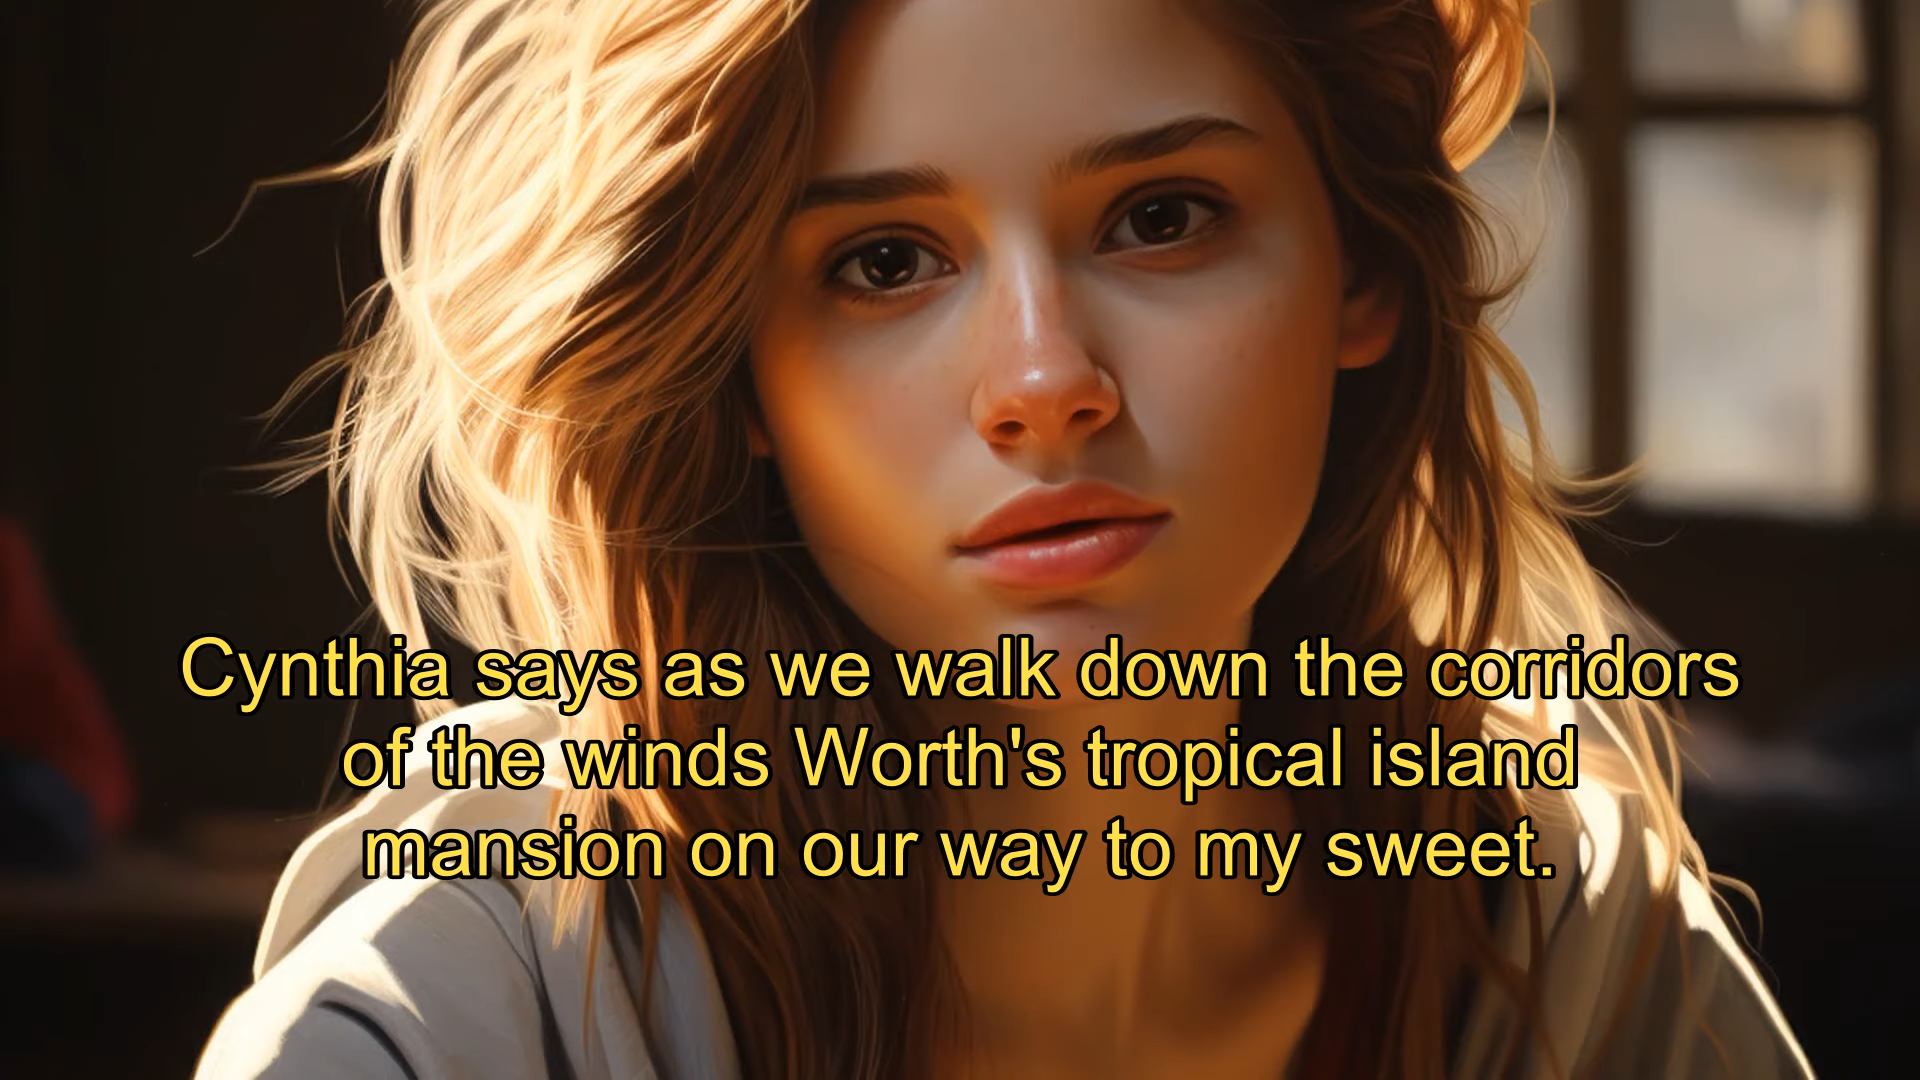 Cynthia says as we walk down the corridors
of the winds Worth's tropical island
mansion on our way to my sweet.